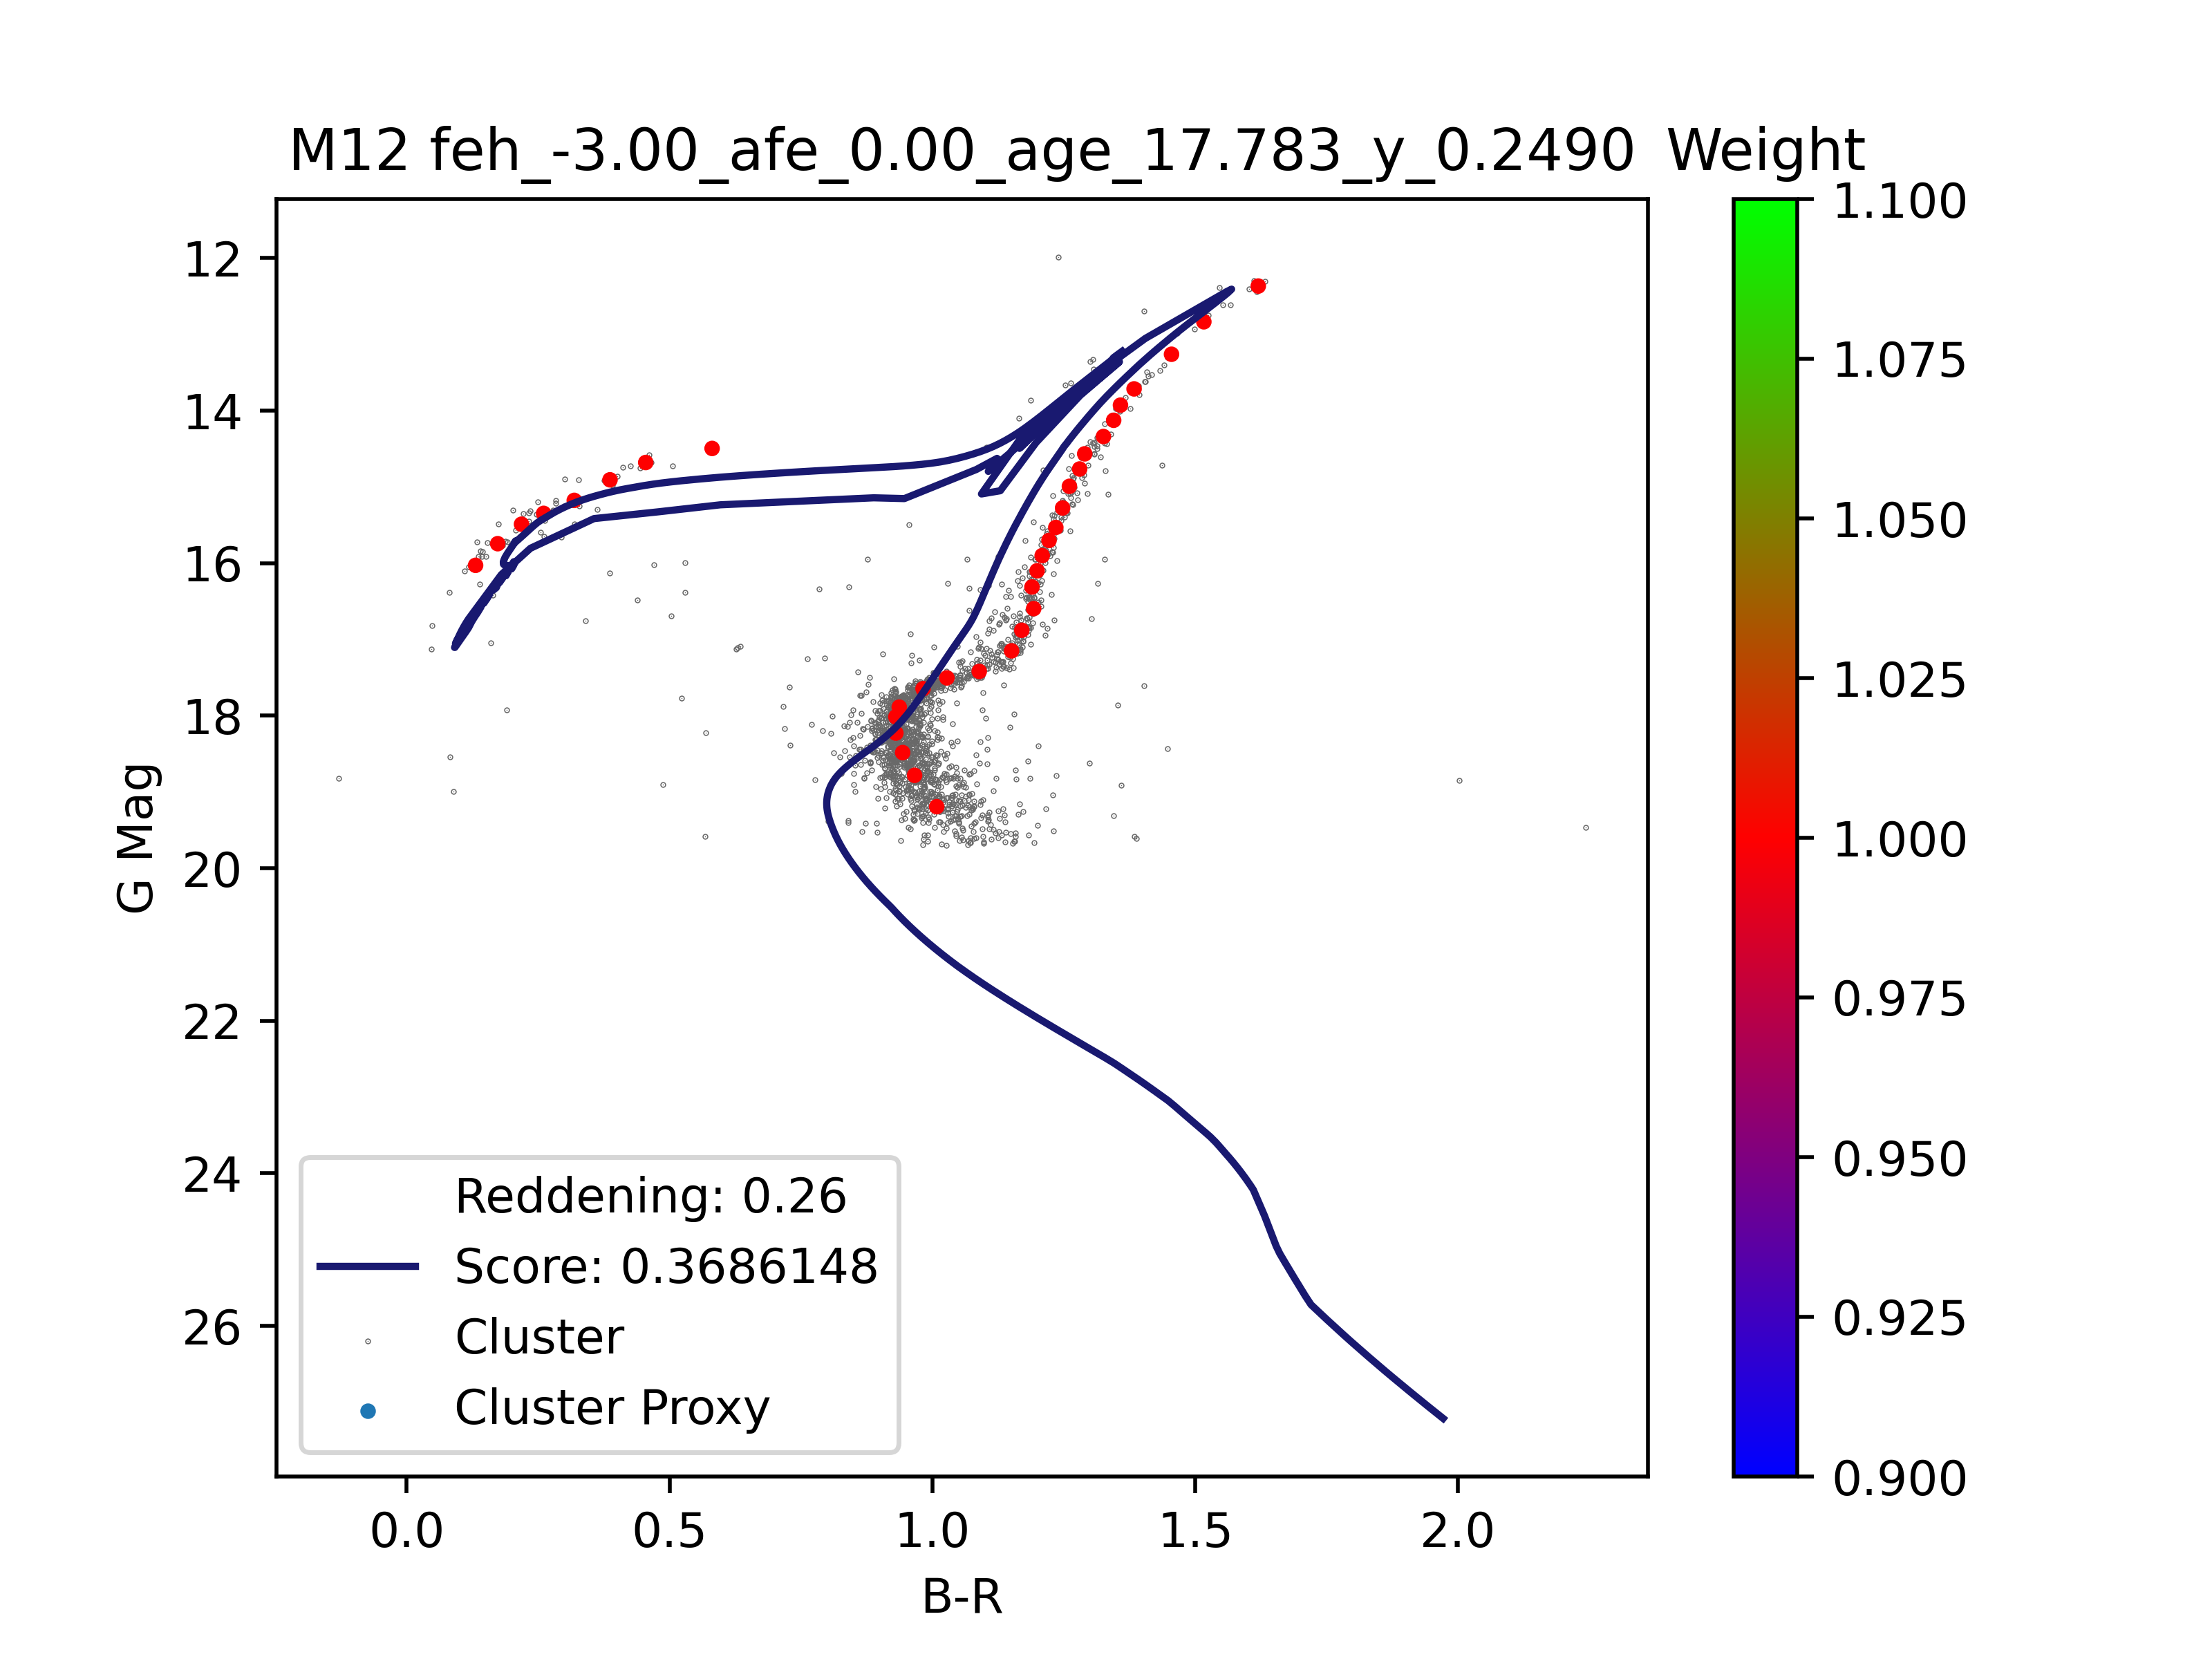 M12 feh_-3.00_afe_0.00_age_17.783_y_0.2490 Weight
12
14
16
18
20
22
24
26
G Mag
0.0 0.5 1.0 1.5 2.0
B-R
Reddening: 0.26
Score: 0.3686148
Cluster
Cluster Proxy
1.100
1.075
1.050
1.025
1.000
0.975
0.950
0.925
0.900